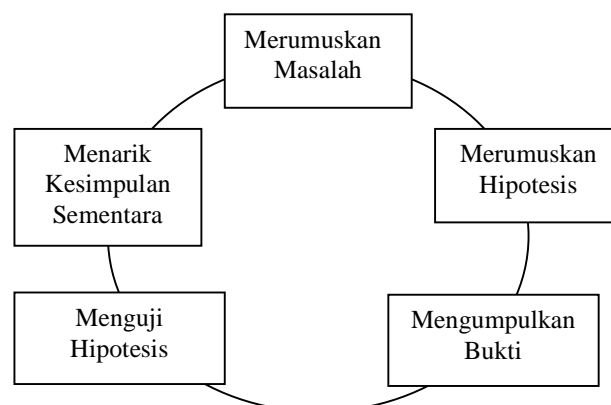 Merumuskan
Masalah
Merumuskan
Hipotesis
Mengumpulkan
Bukti
Menguji
Hipotesis
Menarik
Kesimpulan
Sementara